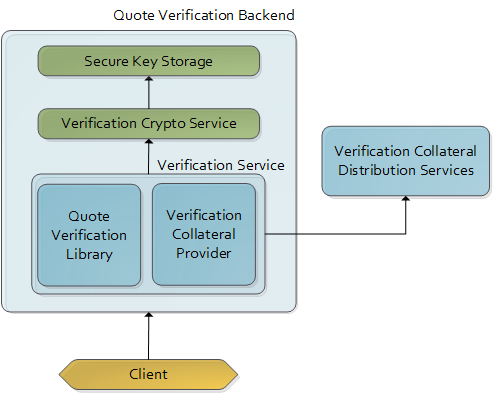 Quote Verification Backend
Secure Key Storage
Verification Crypto Service
Verification Service
Quote
Verification
Library
Verification
Collateral
Provider
Verification Collateral
Distribution Services
Client